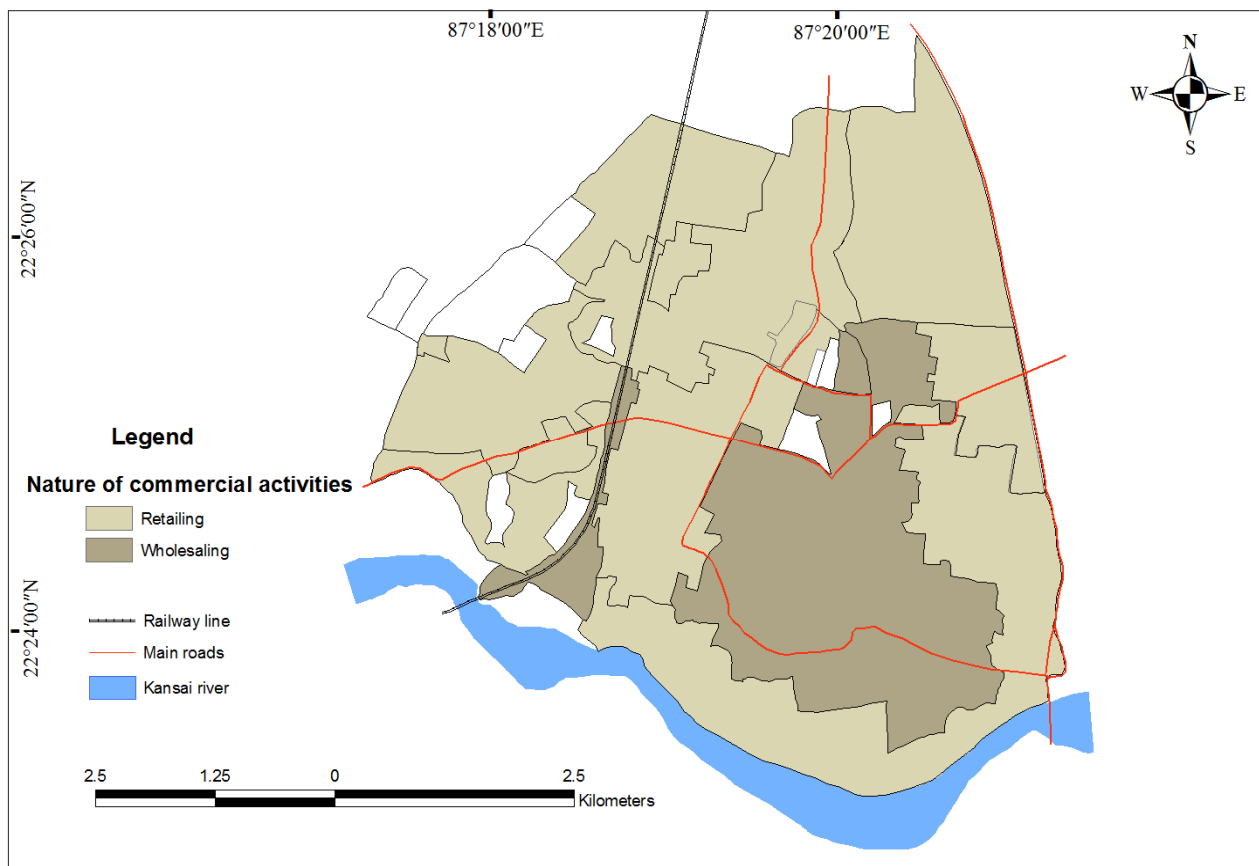 87°18'00"E
87°20'00"E
N
W
E
S
22°26'00"N
22°24'00"N
Legend
Nature of commercial activities
Retailing
Wholesaling
Railway line
Main roads
Kansai river
2.5 1.25 0 2.5
Kilometers